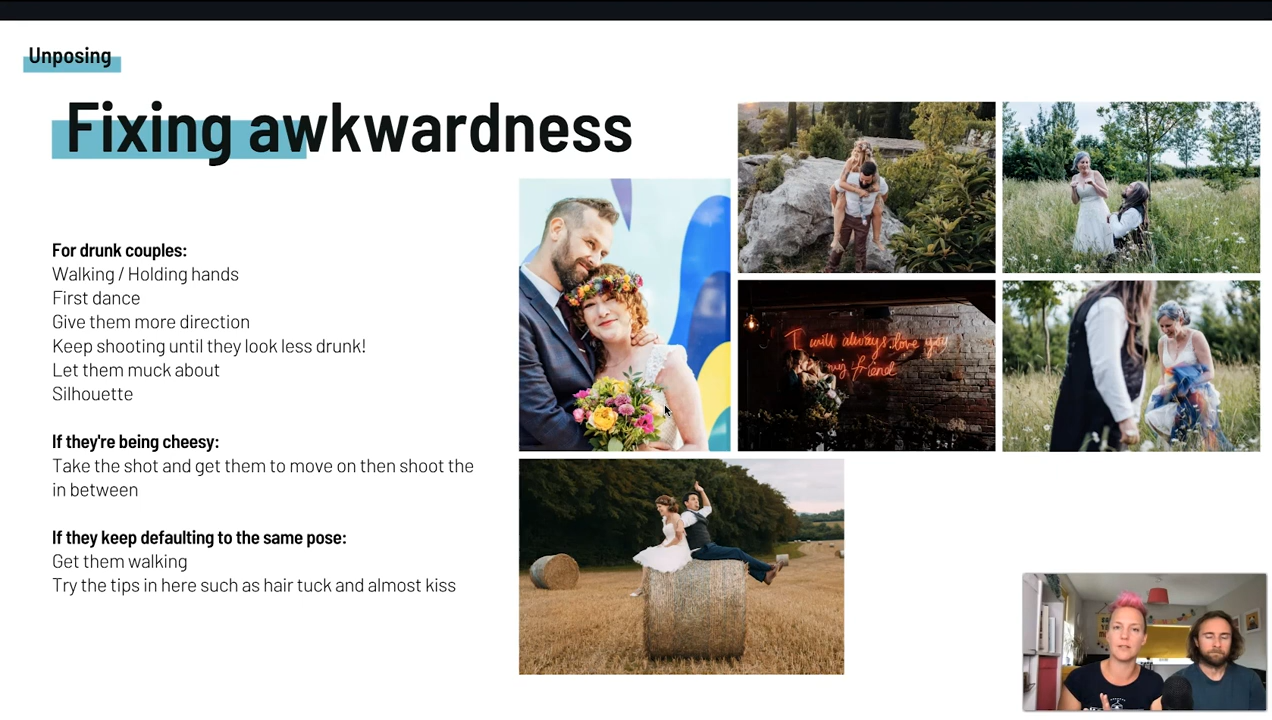 Unposing
Fixing awkwardness
For drunk couples:
Walking / Holding hands
First dance
Give them more direction
Keep shooting until they look less drunk!
Let them muck about
Silhouette
If they're being cheesy:
Take the shot and get them to move on then shoot the
in between
If they keep defaulting to the same pose:
Get them walking
Try the tips in here such as hair tuck and almost kiss
I will always love you
my friend